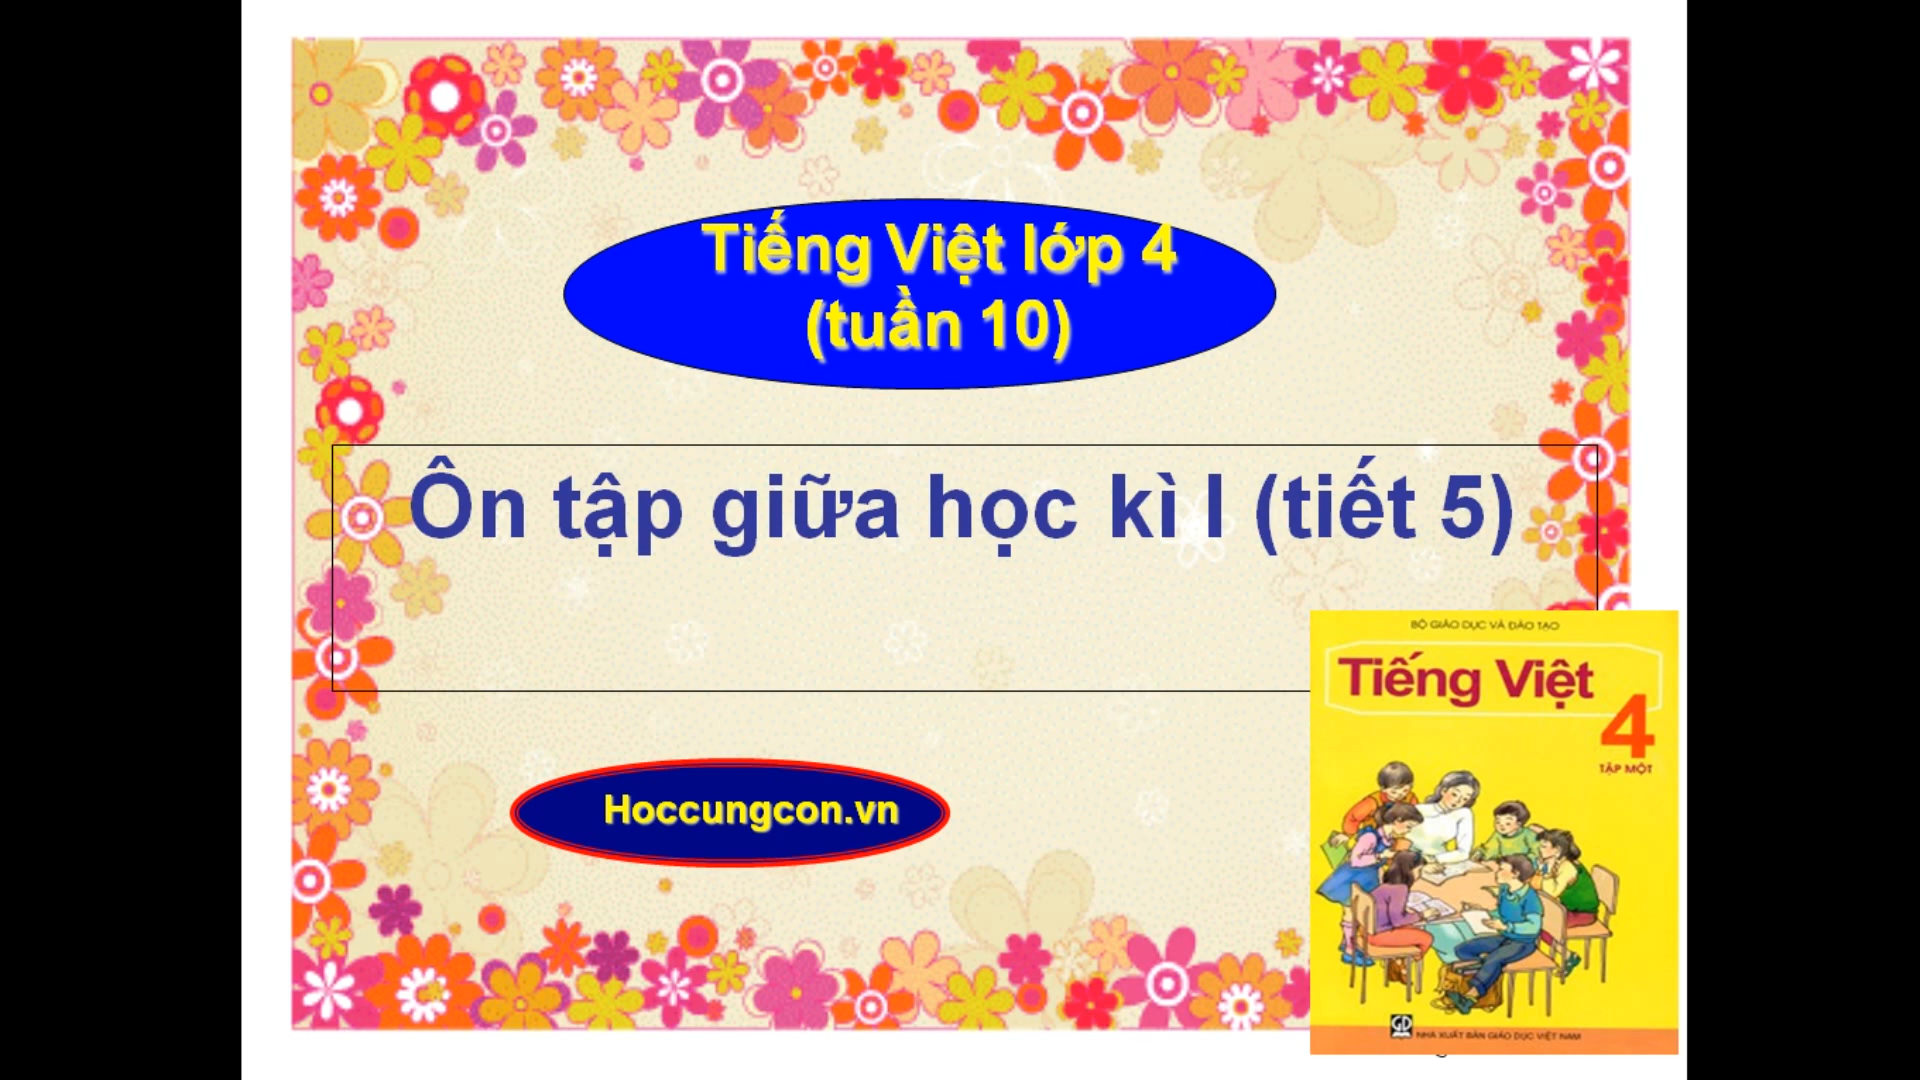 Tiếng Việt lớp 4
(tuần 10)
Ôn tập giữa học kì I (tiết 5)
Hoccungcon.vn
BỘ GIÁO DỤC VÀ ĐÀO TẠO
Tiếng Việt
4
TẬP MỘT
GD
NHÀ XUẤT BẢN GIÁO DỤC VIỆT NAM